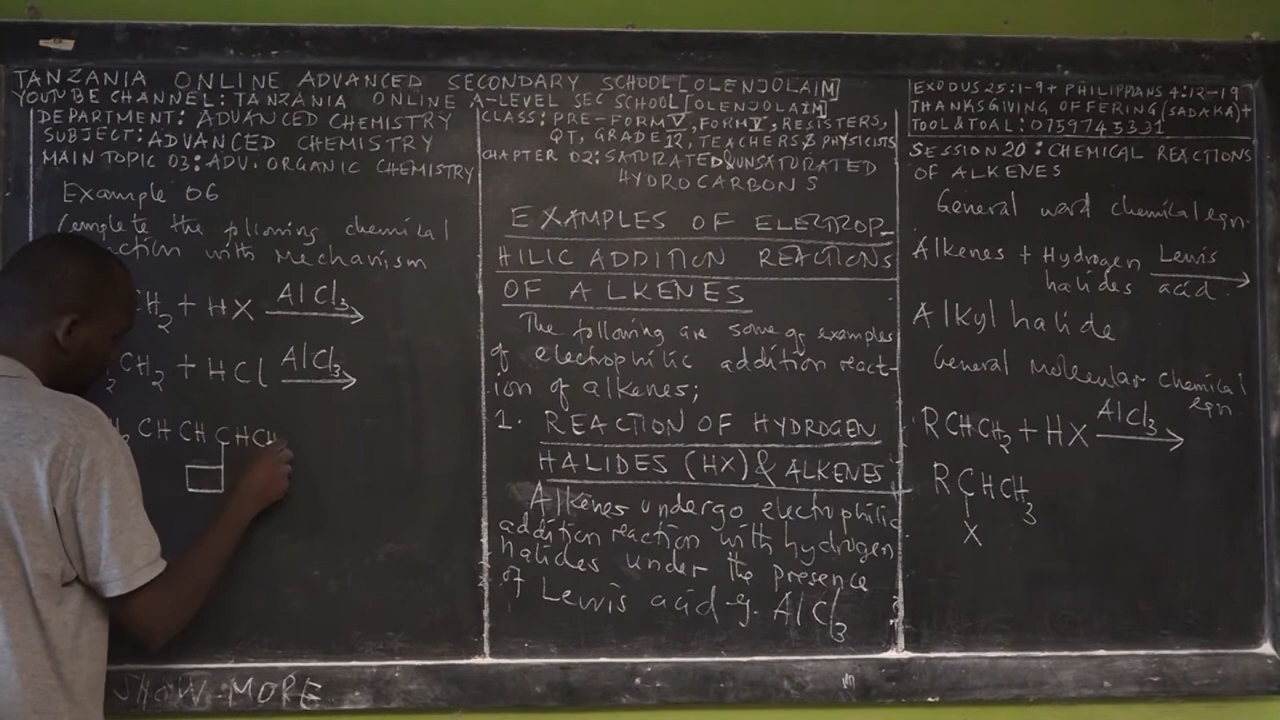 TANZANIA ONLINE ADVANCED SECONDARY SCHOOL [OLENJOLAIM]
YOUTUBE CHANNEL: TANZANIA ONLINE A-LEVEL SEC SCHOOL [OLENJOLAIM]
DEPARTMENT: ADVANCED CHEMISTRY
SUBJECT: ADVANCED CHEMISTRY
MAIN TOPIC 03: ADV. ORGANIC CHEMISTRY
Example 06
Complete the following chemical
with mechanism
H₂ + HX AlCl₃ →
₂CH₂ + HCl AlCl₃ →
CH CH CHCH
CLASS: PRE-FORM V, FORM V, RESISTERS,
QT, GRADE 12, TEACHERS & PHYSICISTS
CHAPTER 02: SATURATED & UNSATURATED
HYDROCARBONS
EXAMPLES OF ELECTROP-
HILIC ADDITION REACTIONS
OF ALKENES
The following are some of examples
of electrophilic addition react-
ion of alkenes;
1. REACTION OF HYDROGEN
HALIDES (HX) & ALKENES
Alkenes undergo electrophilic
addition reaction with hydrogen
halides under the presence
of Lewis acid eg. AlCl₃
EXODUS 25:1-9 + PHILIPPIANS 4:12-19
THANKSGIVING OFFERING (SADAKA) +
TOOL & TOAL: 0759745331
SESSION 20: CHEMICAL REACTIONS
OF ALKENES
General word chemical eqn.
Alkenes + Hydrogen halides Lewis acid. →
Alkyl halide
General molecular chemical
eqn.
RCHCH₂ + HX AlCl₃ →
RCHCH₃
X
SHOW MORE